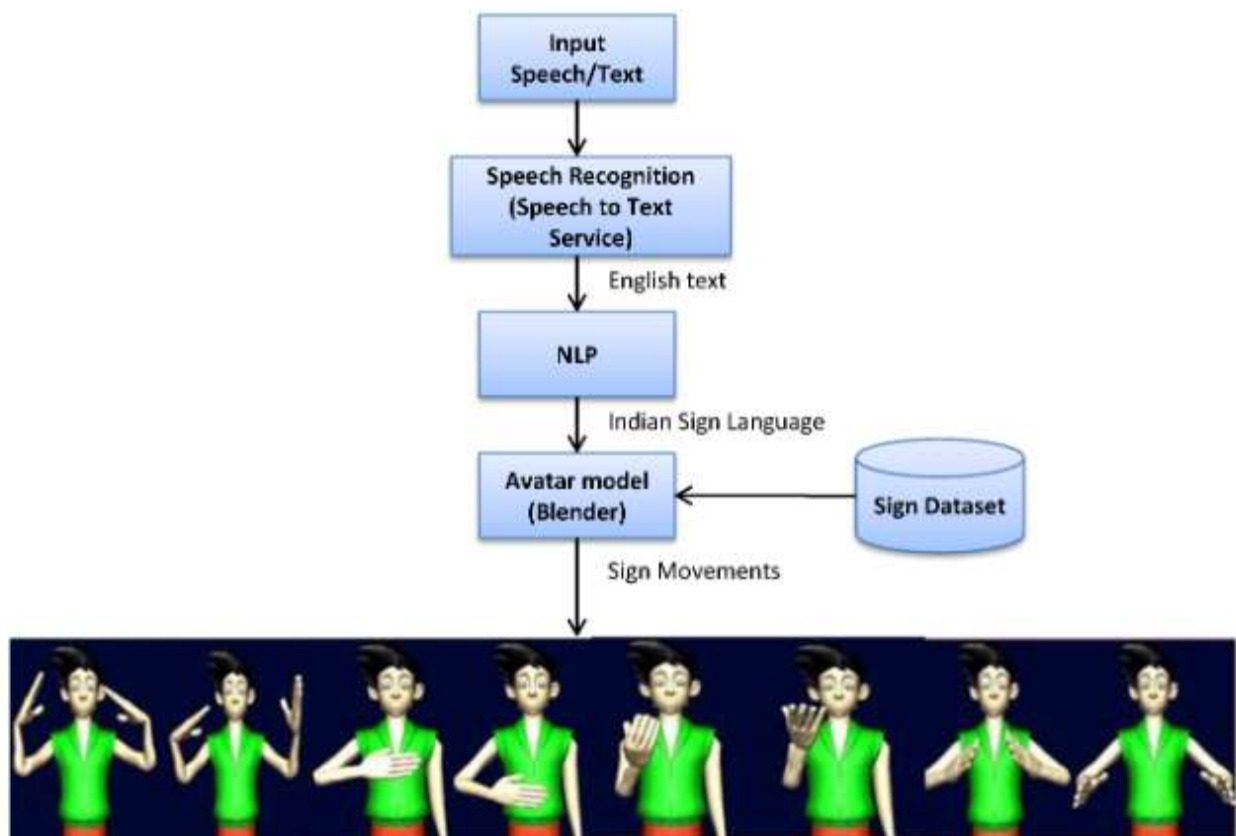 Input
Speech/Text
Speech Recognition
(Speech to Text
Service)
English text
NLP
Indian Sign Language
Avatar model
(Blender)
Sign Dataset
Sign Movements